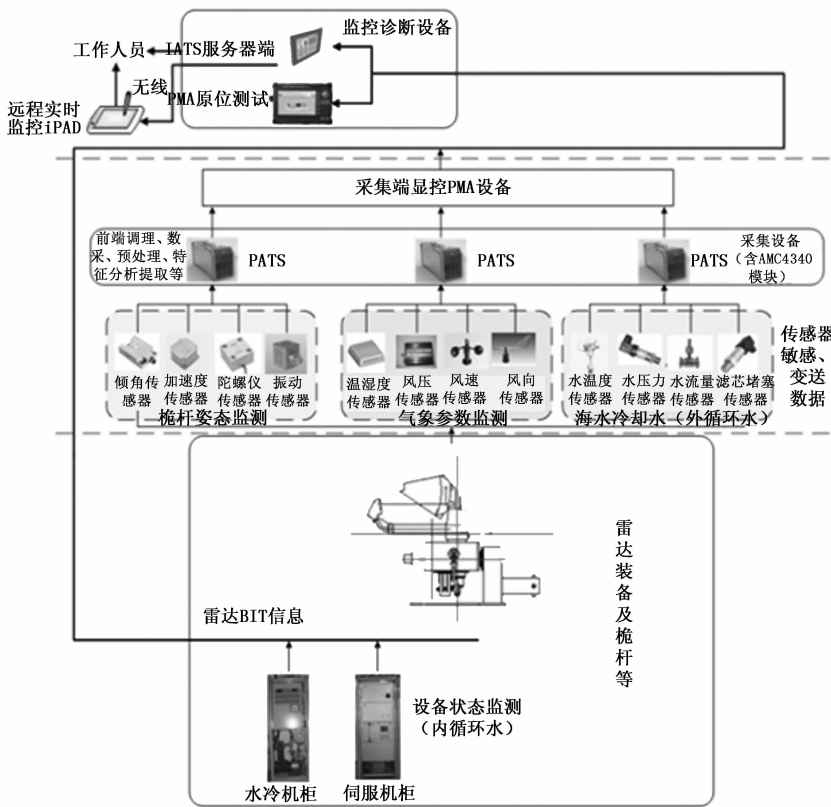 监控诊断设备
工作人员
IATS服务器端
无线
PMA原位测试
远程实时
监控iPAD
采集端显控PMA设备
前端调理、数
采、预处理、特
征分析提取等
PATS
PATS
PATS
采集设备
(含AMC4340
模块)
倾角传
感器
加速度
传感器
陀螺仪
传感器
振动
传感器
桅杆姿态监测
温湿度
传感器
风压
传感器
风速
传感器
风向
传感器
气象参数监测
水温度
传感器
水压力
传感器
水流量
传感器
滤芯堵塞
传感器
海水冷却水(外循环水)
传感器
敏感、
变送
数据
雷达装备及桅杆等
雷达BIT信息
设备状态监测
(内循环水)
水冷机柜
伺服机柜